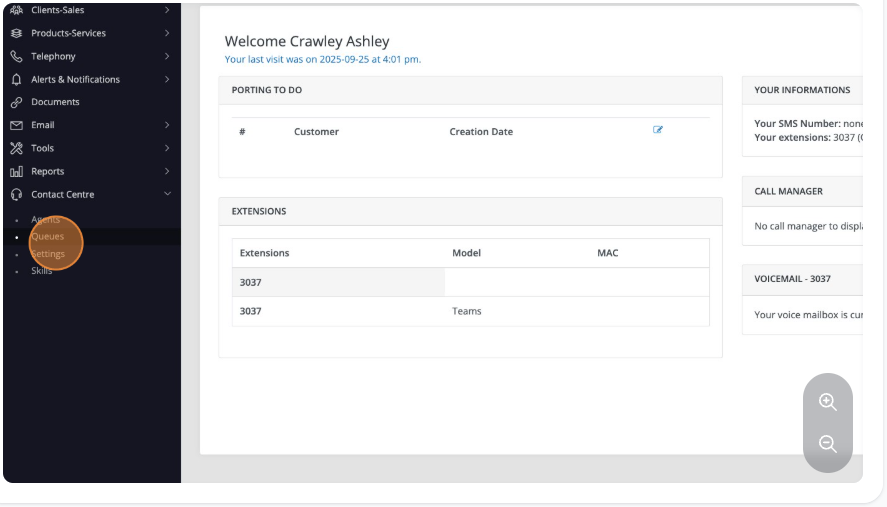 Clients-Sales
Products-Services
Telephony
Alerts & Notifications
Documents
Email
Tools
Reports
Contact Centre
Agents
Queues
Settings
Skills
Welcome Crawley Ashley
Your last visit was on 2025-09-25 at 4:01 pm.
PORTING TO DO
# Customer Creation Date
EXTENSIONS
Extensions Model MAC
3037
3037 Teams
YOUR INFORMATIONS
Your SMS Number: none
Your extensions: 3037 (
CALL MANAGER
No call manager to displ
VOICEMAIL - 3037
Your voice mailbox is cur